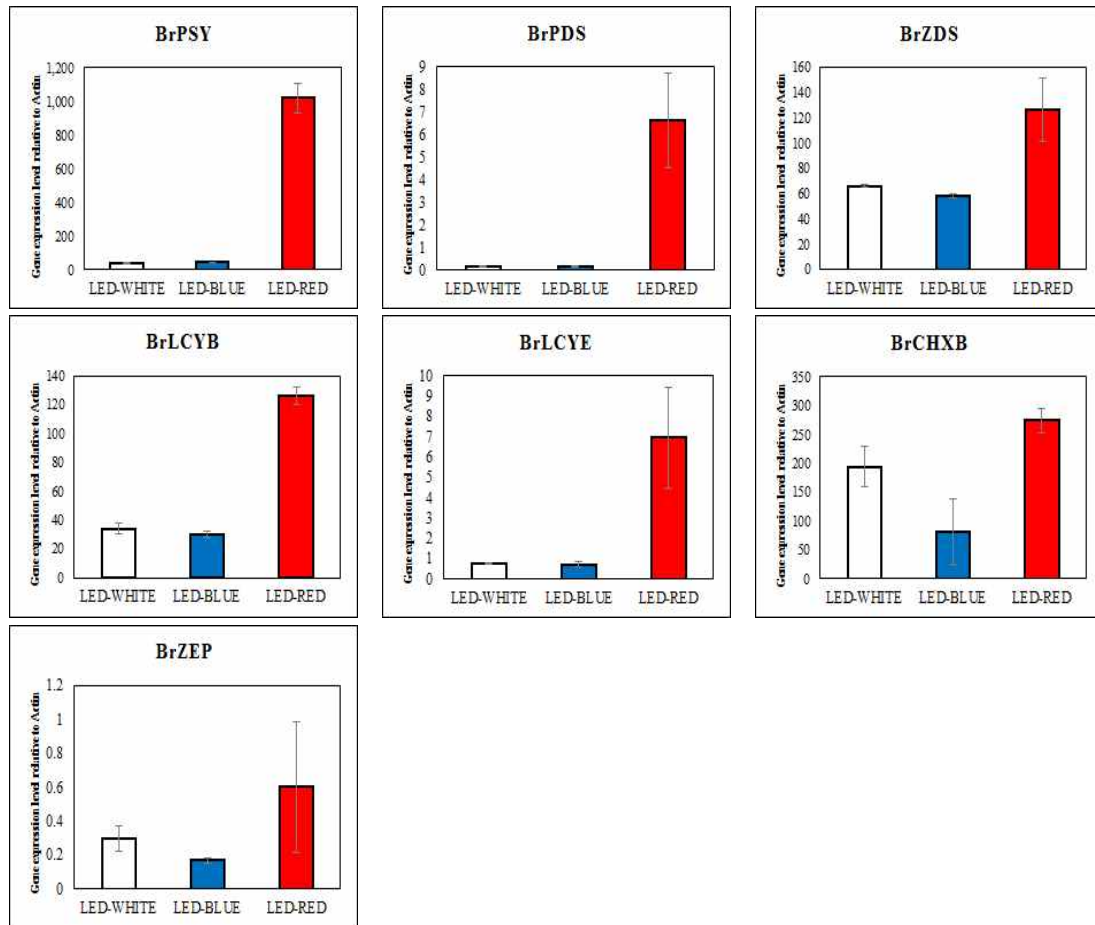 BrPSY
Gene expression level relative to Actin
1,200
1,000
800
600
400
200
0
LED-WHITE LED-BLUE LED-RED
BrPDS
Gene expression level relative to Actin
9
8
7
6
5
4
3
2
1
0
LED-WHITE LED-BLUE LED-RED
BrZDS
Gene expression level relative to Actin
160
140
120
100
80
60
40
20
0
LED-WHITE LED-BLUE LED-RED
BrLCYB
Gene expression level relative to Actin
140
120
100
80
60
40
20
0
LED-WHITE LED-BLUE LED-RED
BrLCYE
Gene expression level relative to Actin
10
9
8
7
6
5
4
3
2
1
0
LED-WHITE LED-BLUE LED-RED
BrCHXB
Gene expression level relative to Actin
350
300
250
200
150
100
50
0
LED-WHITE LED-BLUE LED-RED
BrZEP
Gene expression level relative to Actin
1.2
1
0.8
0.6
0.4
0.2
0
LED-WHITE LED-BLUE LED-RED